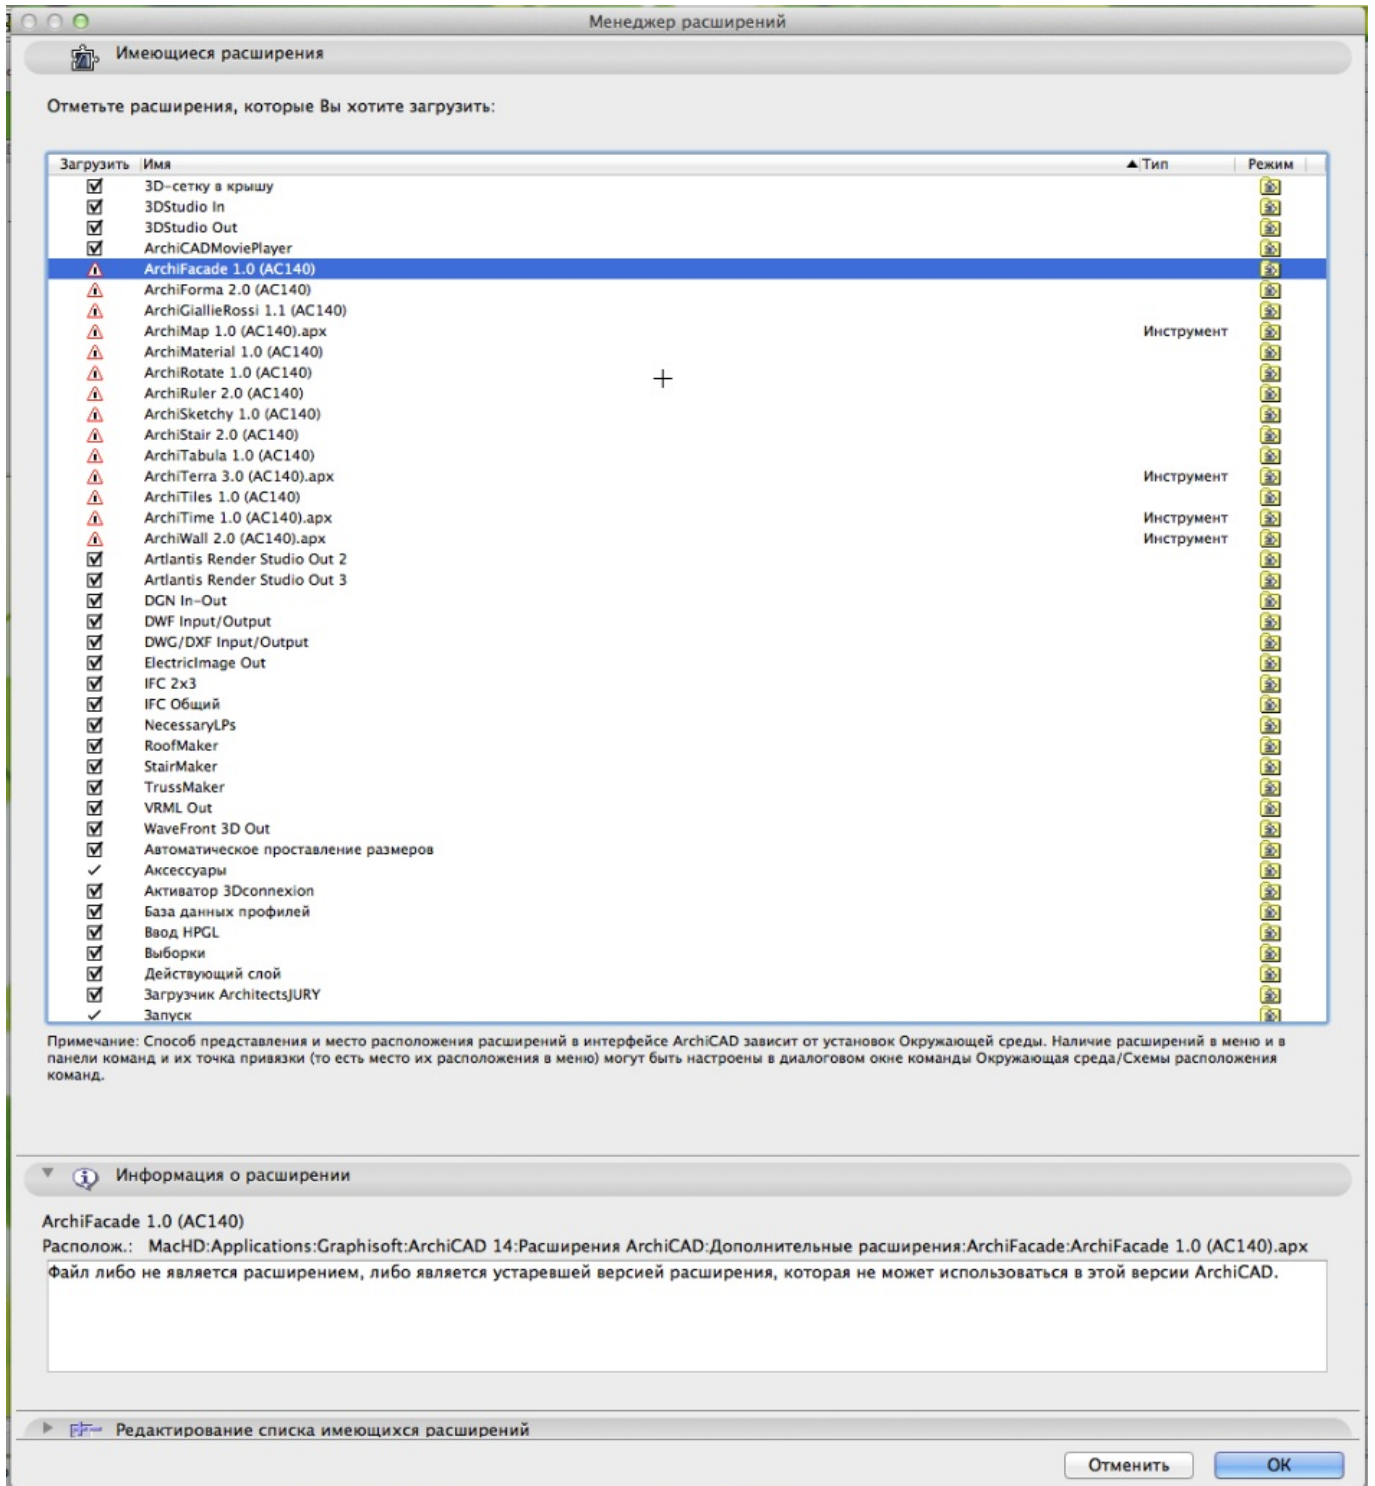 Менеджер расширений
Имеющиеся расширения
Отметьте расширения, которые Вы хотите загрузить:
Загрузить Имя Тип Режим
3D-сетку в крышу
3DStudio In
3DStudio Out
ArchiCADMoviePlayer
ArchiFacade 1.0 (AC140)
ArchiForma 2.0 (AC140)
ArchiGiallieRossi 1.1 (AC140)
ArchiMap 1.0 (AC140).apx Инструмент
ArchiMaterial 1.0 (AC140)
ArchiRotate 1.0 (AC140)
ArchiRuler 2.0 (AC140)
ArchiSketchy 1.0 (AC140)
ArchiStair 2.0 (AC140)
ArchiTabula 1.0 (AC140)
ArchiTerra 3.0 (AC140).apx Инструмент
ArchiTiles 1.0 (AC140)
ArchiTime 1.0 (AC140).apx Инструмент
ArchiWall 2.0 (AC140).apx Инструмент
Artlantis Render Studio Out 2
Artlantis Render Studio Out 3
DGN In-Out
DWF Input/Output
DWG/DXF Input/Output
ElectricImage Out
IFC 2x3
IFC Общий
NecessaryLPs
RoofMaker
StairMaker
TrussMaker
VRML Out
WaveFront 3D Out
Автоматическое проставление размеров
Аксессуары
Активатор 3Dconnexion
База данных профилей
Ввод HPGL
Выборки
Действующий слой
Загрузчик ArchitectsJURY
Запуск
Примечание: Способ представления и место расположения расширений в интерфейсе ArchiCAD зависит от установок Окружающей среды. Наличие расширений в меню и в
панели команд и их точка привязки (то есть место их расположения в меню) могут быть настроены в диалоговом окне команды Окружающая среда/Схемы расположения
команд.
Информация о расширении
ArchiFacade 1.0 (AC140)
Располож.: MacHD:Applications:Graphisoft:ArchiCAD 14:Расширения ArchiCAD:Дополнительные расширения:ArchiFacade:ArchiFacade 1.0 (AC140).apx
Файл либо не является расширением, либо является устаревшей версией расширения, которая не может использоваться в этой версии ArchiCAD.
Редактирование списка имеющихся расширений
Отменить OK